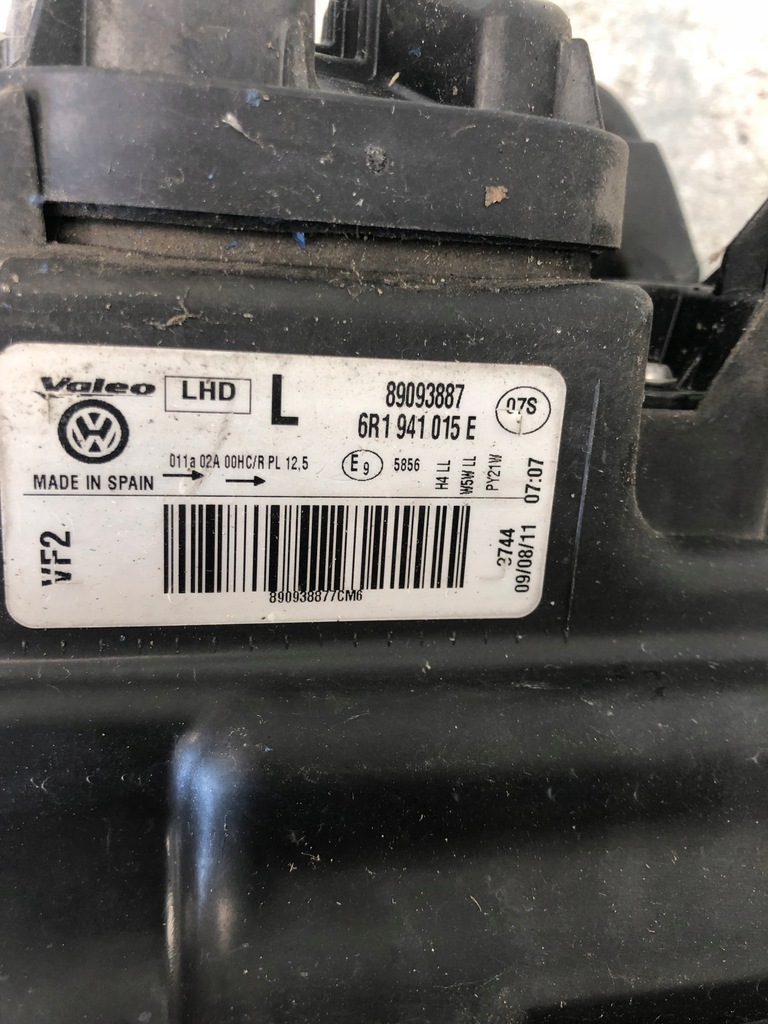 Valeo LHD L 89093887 07S
6R1 941 015 E
011a 02A 00HC/R PL 12,5 E9 5856
H4 LL
W5W LL
PY21W
MADE IN SPAIN
VF2
890938877CM6
3744
09/08/11 07:07